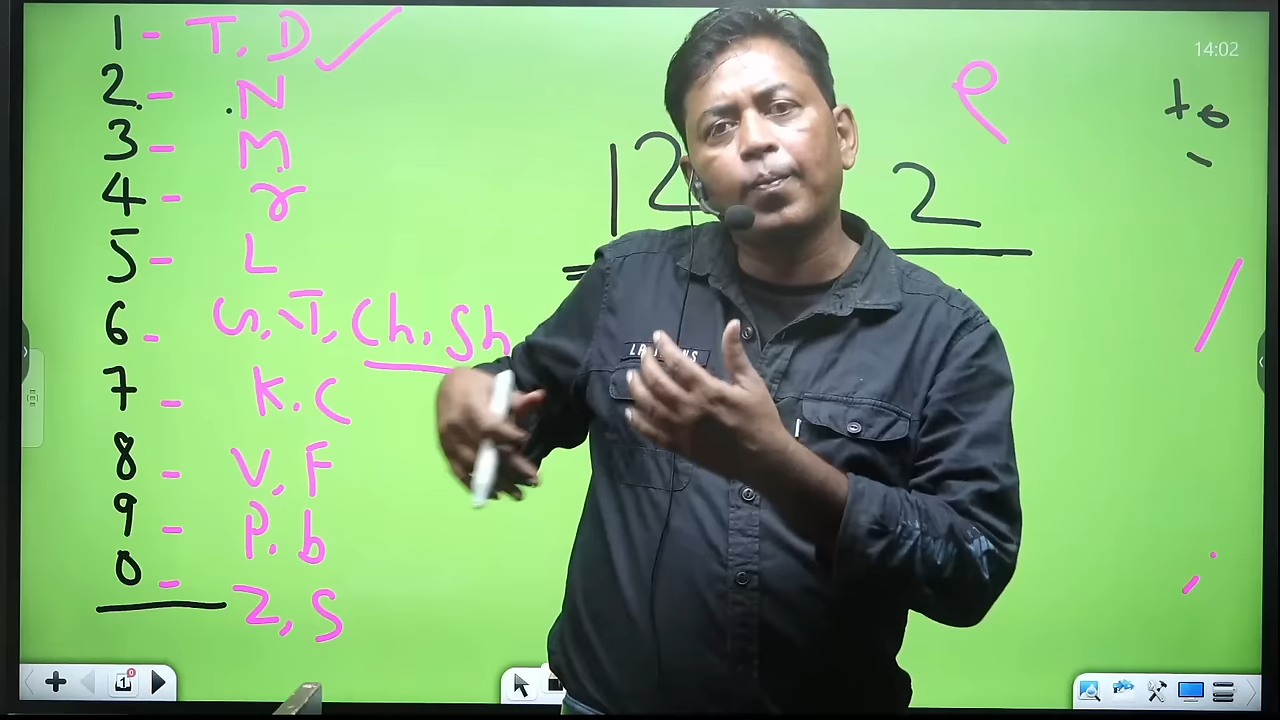 1 - T, D ✓
2 - N
3 - M
4 - r
5 - L
6 - G, J, Ch, Sh
7 - K, C
8 - V, F
9 - P, b
0 - Z, S
12
2
to
14:02